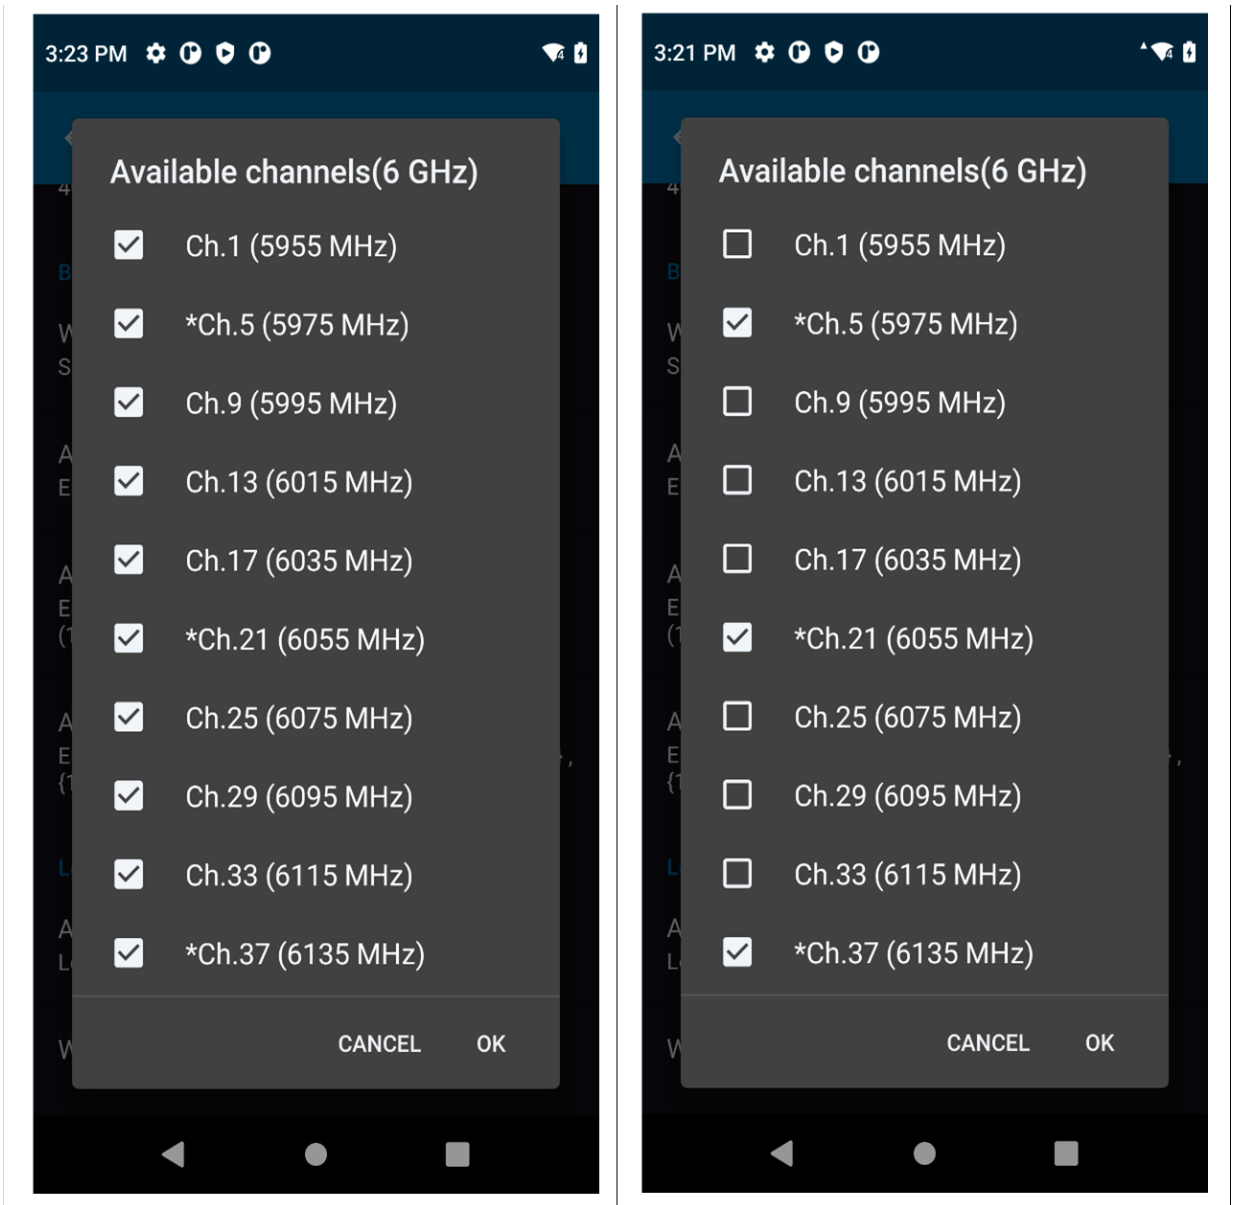 3:23 PM
Available channels(6 GHz)
Ch.1 (5955 MHz)
*Ch.5 (5975 MHz)
Ch.9 (5995 MHz)
Ch.13 (6015 MHz)
Ch.17 (6035 MHz)
*Ch.21 (6055 MHz)
Ch.25 (6075 MHz)
Ch.29 (6095 MHz)
Ch.33 (6115 MHz)
*Ch.37 (6135 MHz)
CANCEL OK
3:21 PM
Available channels(6 GHz)
Ch.1 (5955 MHz)
*Ch.5 (5975 MHz)
Ch.9 (5995 MHz)
Ch.13 (6015 MHz)
Ch.17 (6035 MHz)
*Ch.21 (6055 MHz)
Ch.25 (6075 MHz)
Ch.29 (6095 MHz)
Ch.33 (6115 MHz)
*Ch.37 (6135 MHz)
CANCEL OK